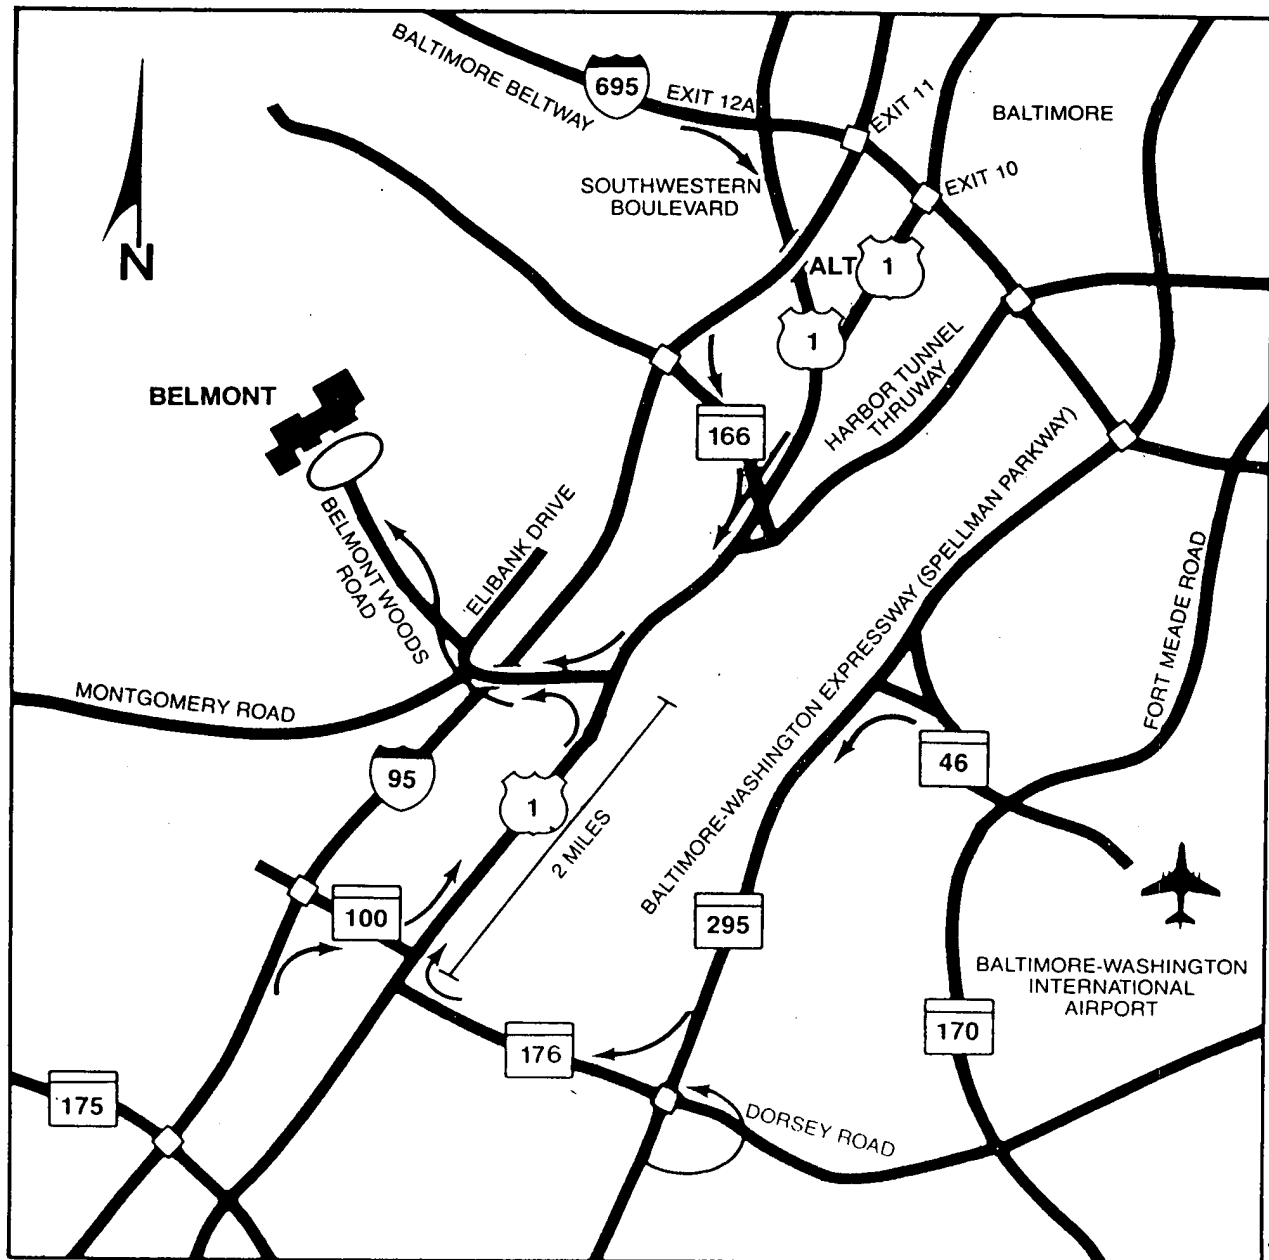 BALTIMORE BELTWAY
695
EXIT 12A
EXIT 11
BALTIMORE
EXIT 10
SOUTHWESTERN
BOULEVARD
N
ALT
1
1
HARBOR TUNNEL
THRUWAY
BELMONT
166
BELMONT WOODS
ROAD
ELIBANK DRIVE
BALTIMORE-WASHINGTON EXPRESSWAY (SPELLMAN PARKWAY)
FORT MEADE ROAD
MONTGOMERY ROAD
95
1
2 MILES
46
100
295
BALTIMORE-WASHINGTON
INTERNATIONAL
AIRPORT
170
176
175
DORSEY ROAD